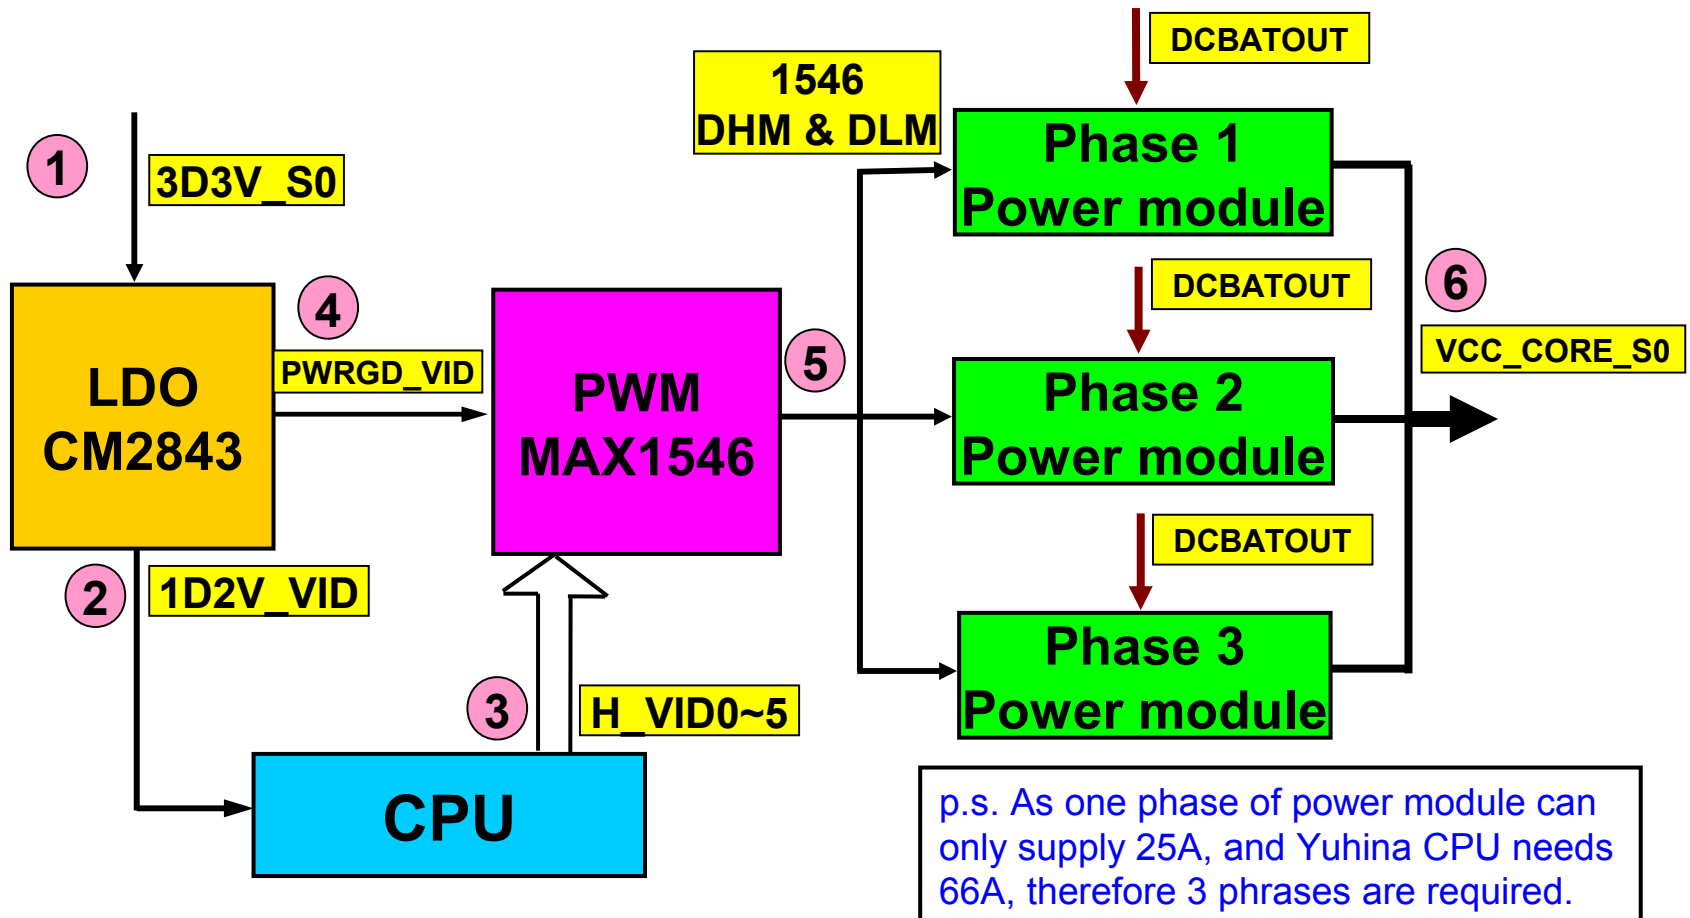 DCBATOUT
1546
DHM & DLM
1
3D3V_S0
Phase 1
Power module
4
PWRGD_VID
LDO
CM2843
PWM
MAX1546
5
DCBATOUT
6
VCC_CORE_S0
Phase 2
Power module
2
1D2V_VID
DCBATOUT
3
H_VID0~5
Phase 3
Power module
CPU
p.s. As one phase of power module can
only supply 25A, and Yuhina CPU needs
66A, therefore 3 phrases are required.